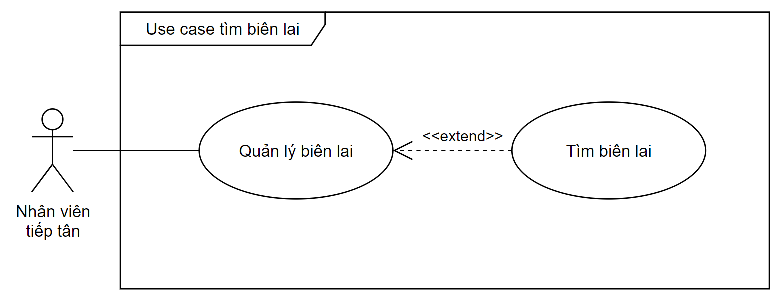 Use case tìm biên lai
<<extend>>
Quản lý biên lai
Tìm biên lai
Nhân viên
tiếp tân